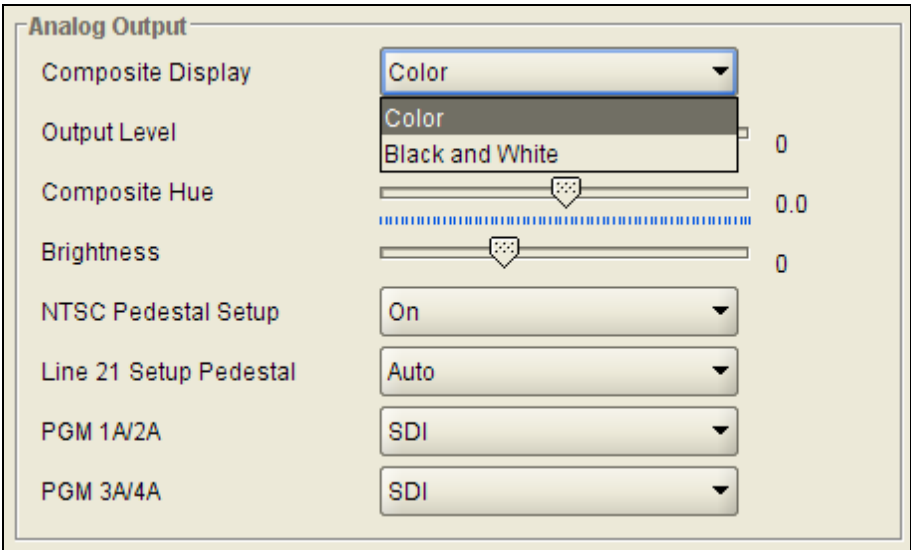 Analog Output
Composite Display Color
Color
Output Level 0
Black and White
Composite Hue 0.0
Brightness 0
NTSC Pedestal Setup On
Line 21 Setup Pedestal Auto
PGM 1A/2A SDI
PGM 3A/4A SDI